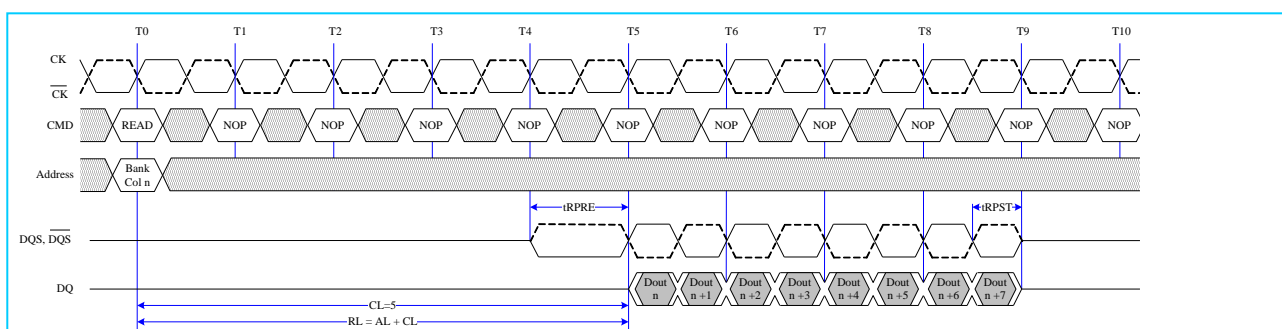 T0 T1 T2 T3 T4 T5 T6 T7 T8 T9 T10
CK
CK
CMD READ NOP NOP NOP NOP NOP NOP NOP NOP NOP NOP
Address Bank
Col n
tRPRE tRPST
DQS, DQS
DQ Dout Dout Dout Dout Dout Dout Dout Dout
n n +1 n +2 n +3 n +4 n +5 n +6 n +7
CL=5
RL = AL + CL